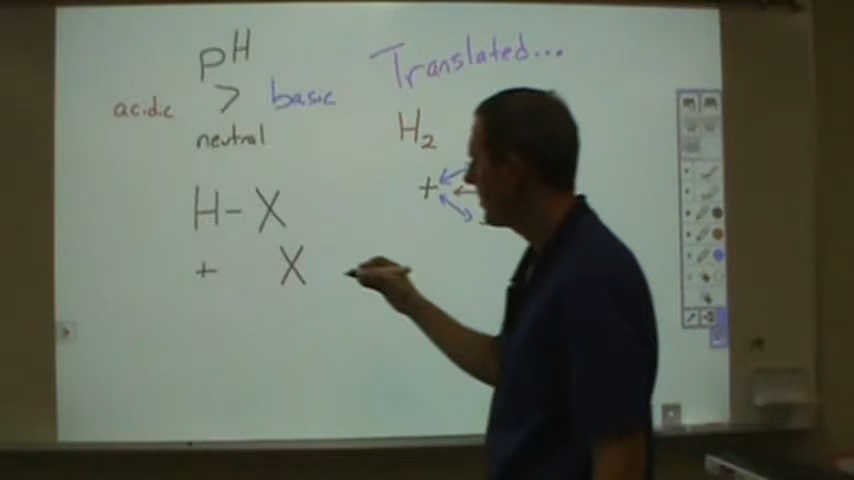 pH
Translated...
acidic > basic
neutral
H2
H-X
+
+ X